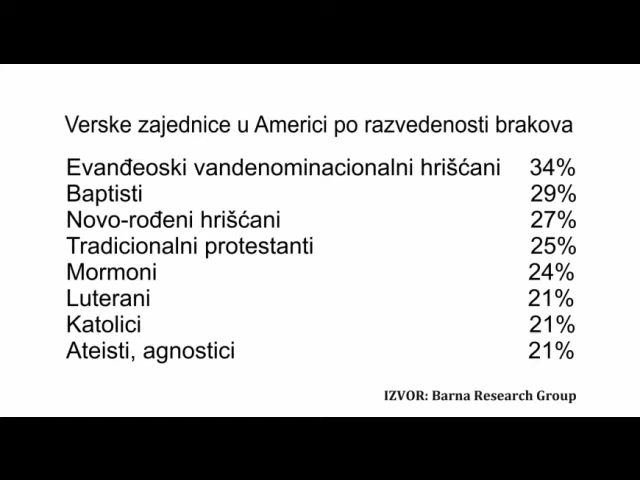 Verske zajednice u Americi po razvedenosti brakova
Evanđeoski vandenominacionalni hrišćani 34%
Baptisti 29%
Novo-rođeni hrišćani 27%
Tradicionalni protestanti 25%
Mormoni 24%
Luterani 21%
Katolici 21%
Ateisti, agnostici 21%
IZVOR: Barna Research Group